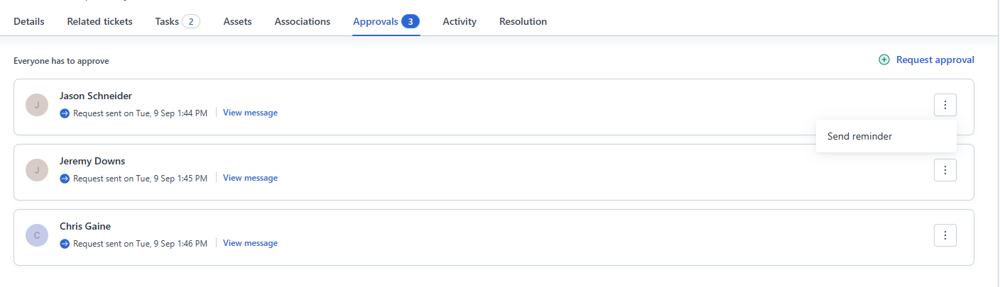 Details Related tickets Tasks 2 Assets Associations Approvals 3 Activity Resolution
Everyone has to approve Request approval
J Jason Schneider
Request sent on Tue, 9 Sep 1:44 PM View message
Send reminder
J Jeremy Downs
Request sent on Tue, 9 Sep 1:45 PM View message
C Chris Gaine
Request sent on Tue, 9 Sep 1:46 PM View message